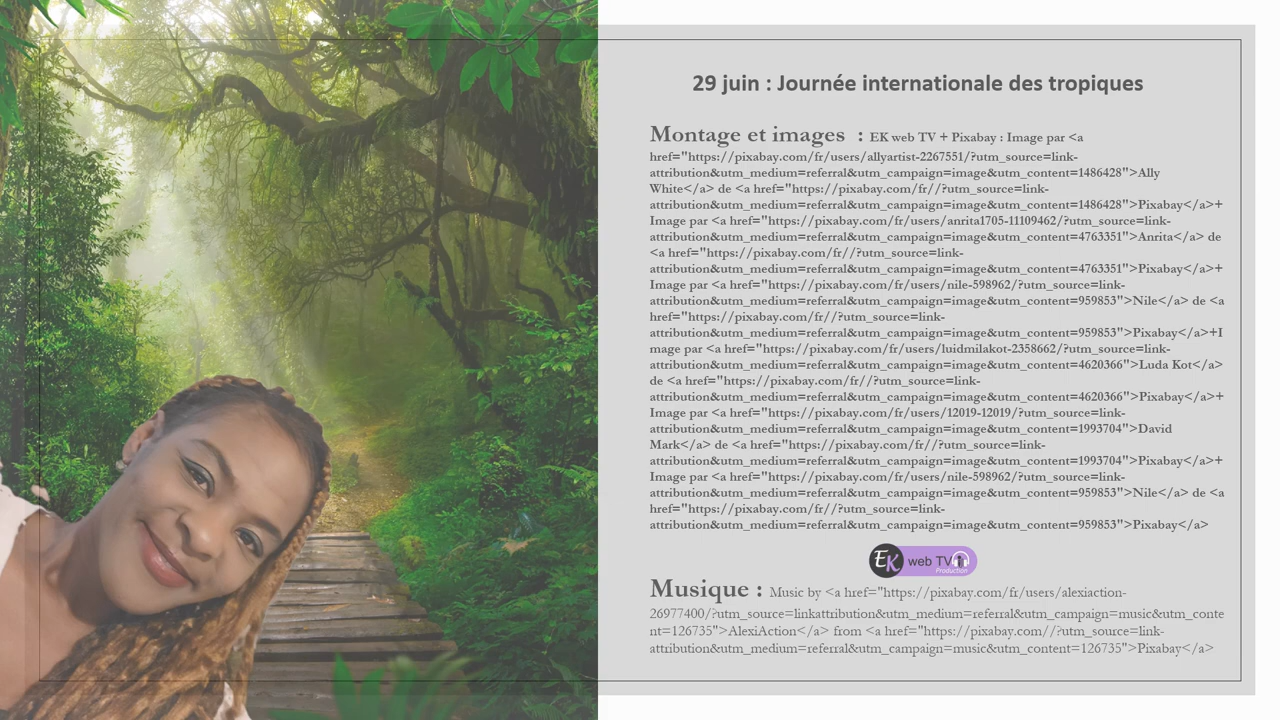 29 juin : Journée internationale des tropiques
Montage et images : EK web TV + Pixabay : Image par <a
href="https://pixabay.com/fr/users/allyartist-2267551/?utm_source=link-
attribution&utm_medium=referral&utm_campaign=image&utm_content=1486428">Ally
White</a> de <a href="https://pixabay.com/fr//?utm_source=link-
attribution&utm_medium=referral&utm_campaign=image&utm_content=1486428">Pixabay</a>+
Image par <a href="https://pixabay.com/fr/users/anrita1705-11109462/?utm_source=link-
attribution&utm_medium=referral&utm_campaign=image&utm_content=4763351">Anrita</a> de
<a href="https://pixabay.com/fr//?utm_source=link-
attribution&utm_medium=referral&utm_campaign=image&utm_content=4763351">Pixabay</a>+
Image par <a href="https://pixabay.com/fr/users/nile-598962/?utm_source=link-
attribution&utm_medium=referral&utm_campaign=image&utm_content=959853">Nile</a> de <a
href="https://pixabay.com/fr//?utm_source=link-
attribution&utm_medium=referral&utm_campaign=image&utm_content=959853">Pixabay</a>+I
mage par <a href="https://pixabay.com/fr/users/luidmilakot-2358662/?utm_source=link-
attribution&utm_medium=referral&utm_campaign=image&utm_content=4620366">Luda Kot</a>
de <a href="https://pixabay.com/fr//?utm_source=link-
attribution&utm_medium=referral&utm_campaign=image&utm_content=4620366">Pixabay</a>+
Image par <a href="https://pixabay.com/fr/users/12019-12019/?utm_source=link-
attribution&utm_medium=referral&utm_campaign=image&utm_content=1993704">David
Mark</a> de <a href="https://pixabay.com/fr//?utm_source=link-
attribution&utm_medium=referral&utm_campaign=image&utm_content=1993704">Pixabay</a>+
Image par <a href="https://pixabay.com/fr/users/nile-598962/?utm_source=link-
attribution&utm_medium=referral&utm_campaign=image&utm_content=959853">Nile</a> de <a
href="https://pixabay.com/fr//?utm_source=link-
attribution&utm_medium=referral&utm_campaign=image&utm_content=959853">Pixabay</a>
EK web TV
Production
Musique : Music by <a href="https://pixabay.com/fr/users/alexiaction-
26977400/?utm_source=linkattribution&utm_medium=referral&utm_campaign=music&utm_conte
nt=126735">AlexiAction</a> from <a href="https://pixabay.com//?utm_source=link-
attribution&utm_medium=referral&utm_campaign=music&utm_content=126735">Pixabay</a>